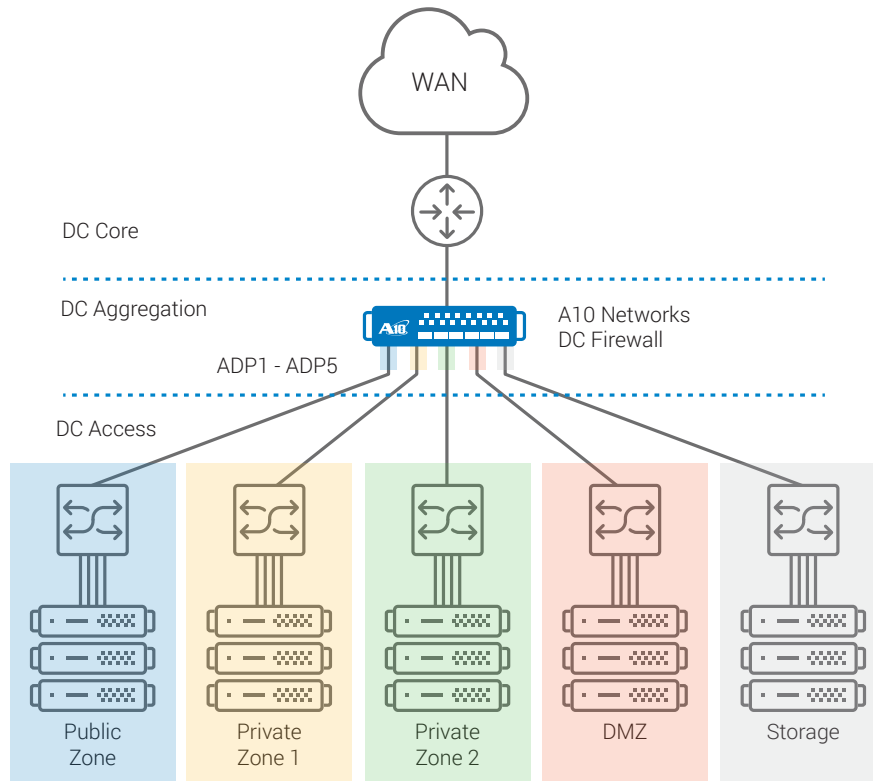 WAN
DC Core
DC Aggregation
A10
A10 Networks
DC Firewall
ADP1 - ADP5
DC Access
Public
Zone
Private
Zone 1
Private
Zone 2
DMZ
Storage